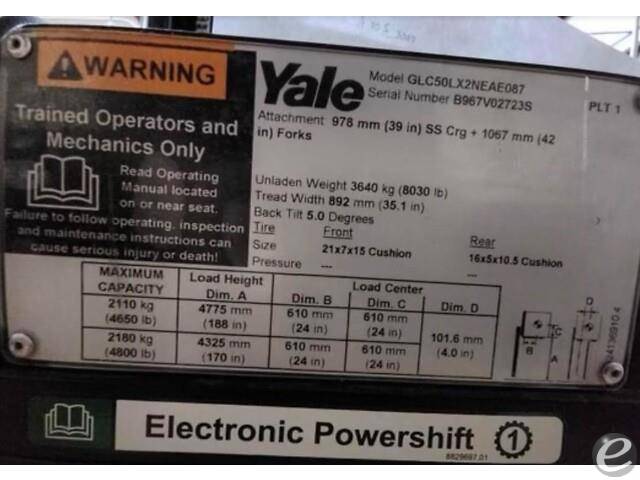 WARNING
Trained Operators and
Mechanics Only
Read Operating
Manual located
on or near seat.
Failure to follow operating, inspection
and maintenance instructions can
cause serious injury or death!
Yale
Model GLC50LX2NEAE087
Serial Number B967V02723S
PLT 1
Attachment 978 mm (39 in) SS Crg + 1067 mm (42
in) Forks
Unladen Weight 3640 kg (8030 lb)
Tread Width 892 mm (35.1 in)
Back Tilt 5.0 Degrees
Tire Front Rear
Size 21x7x15 Cushion 16x5x10.5 Cushion
Pressure --- ---
MAXIMUM CAPACITY Load Height Dim. A Load Center
Dim. B Dim. C Dim. D
2110 kg (4650 lb) 4775 mm (188 in) 610 mm (24 in) 610 mm (24 in) 101.6 mm (4.0 in)
2180 kg (4800 lb) 4325 mm (170 in) 610 mm (24 in) 610 mm (24 in)
D
C
B
A
Electronic Powershift 1
e